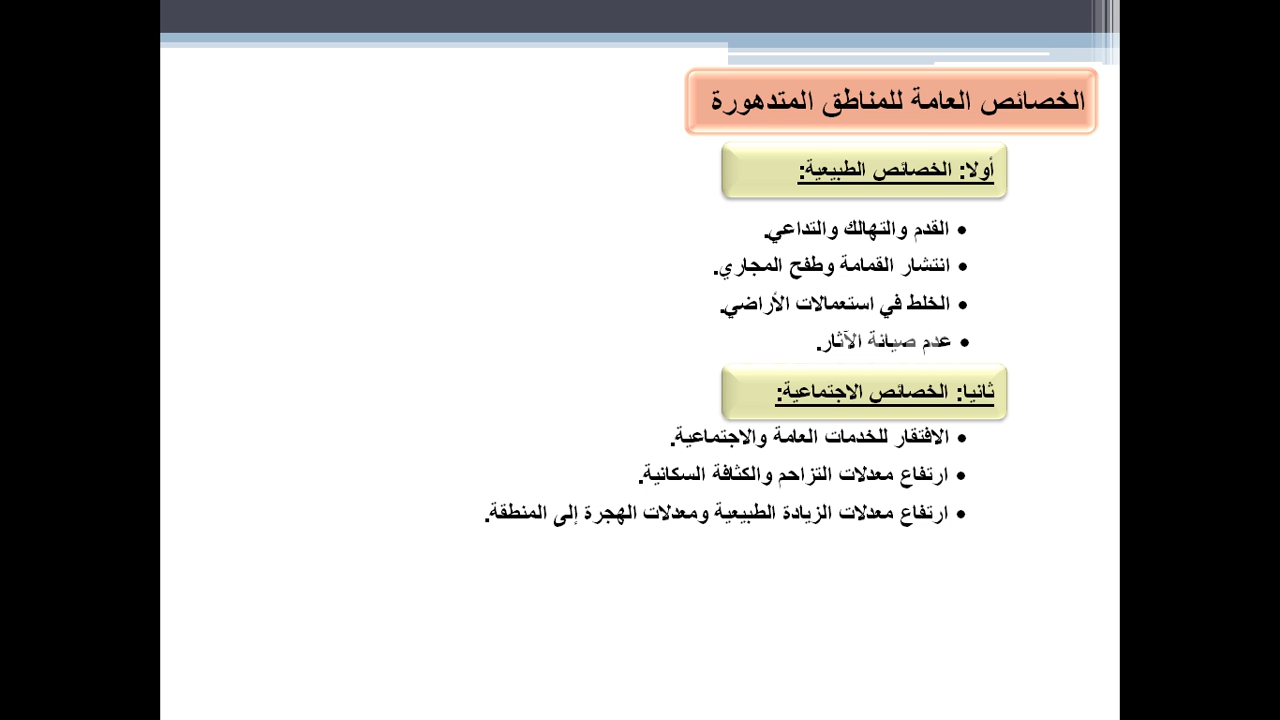 الخصائص العامة للمناطق المتدهورة
أولا: الخصائص الطبيعية:
• القدم والتهالك والتداعي.
• انتشار القمامة وطفح المجاري.
• الخلط في استعمالات الأراضي.
• عدم صيانة الآثار.
ثانيا: الخصائص الاجتماعية:
• الافتقار للخدمات العامة والاجتماعية.
• ارتفاع معدلات التزاحم والكثافة السكانية.
• ارتفاع معدلات الزيادة الطبيعية ومعدلات الهجرة إلى المنطقة.